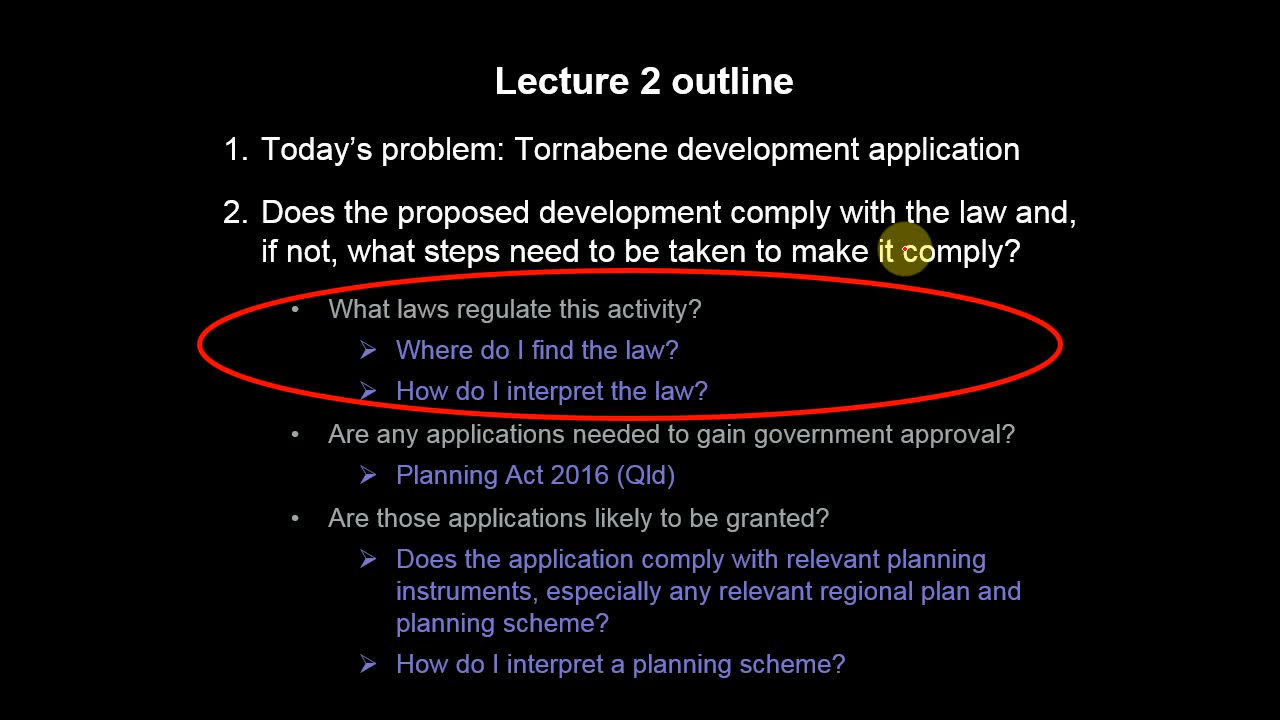 Lecture 2 outline
1. Today's problem: Tornabene development application
2. Does the proposed development comply with the law and,
if not, what steps need to be taken to make it comply?
• What laws regulate this activity?
➢ Where do I find the law?
➢ How do I interpret the law?
• Are any applications needed to gain government approval?
➢ Planning Act 2016 (Qld)
• Are those applications likely to be granted?
➢ Does the application comply with relevant planning
instruments, especially any relevant regional plan and
planning scheme?
➢ How do I interpret a planning scheme?